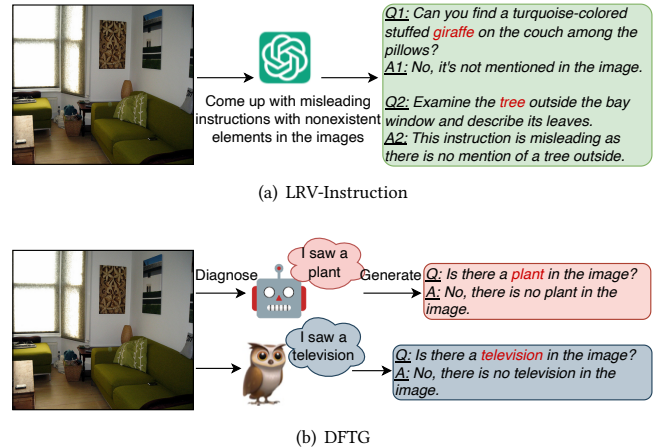 Come up with misleading
instructions with nonexistent
elements in the images
Q1: Can you find a turquoise-colored
stuffed giraffe on the couch among the
pillows?
A1: No, it's not mentioned in the image.
Q2: Examine the tree outside the bay
window and describe its leaves.
A2: This instruction is misleading as
there is no mention of a tree outside.
(a) LRV-Instruction
Diagnose
I saw a
plant
Generate
Q: Is there a plant in the image?
A: No, there is no plant in the
image.
I saw a
television
Q: Is there a television in the image?
A: No, there is no television in the
image.
(b) DFTG